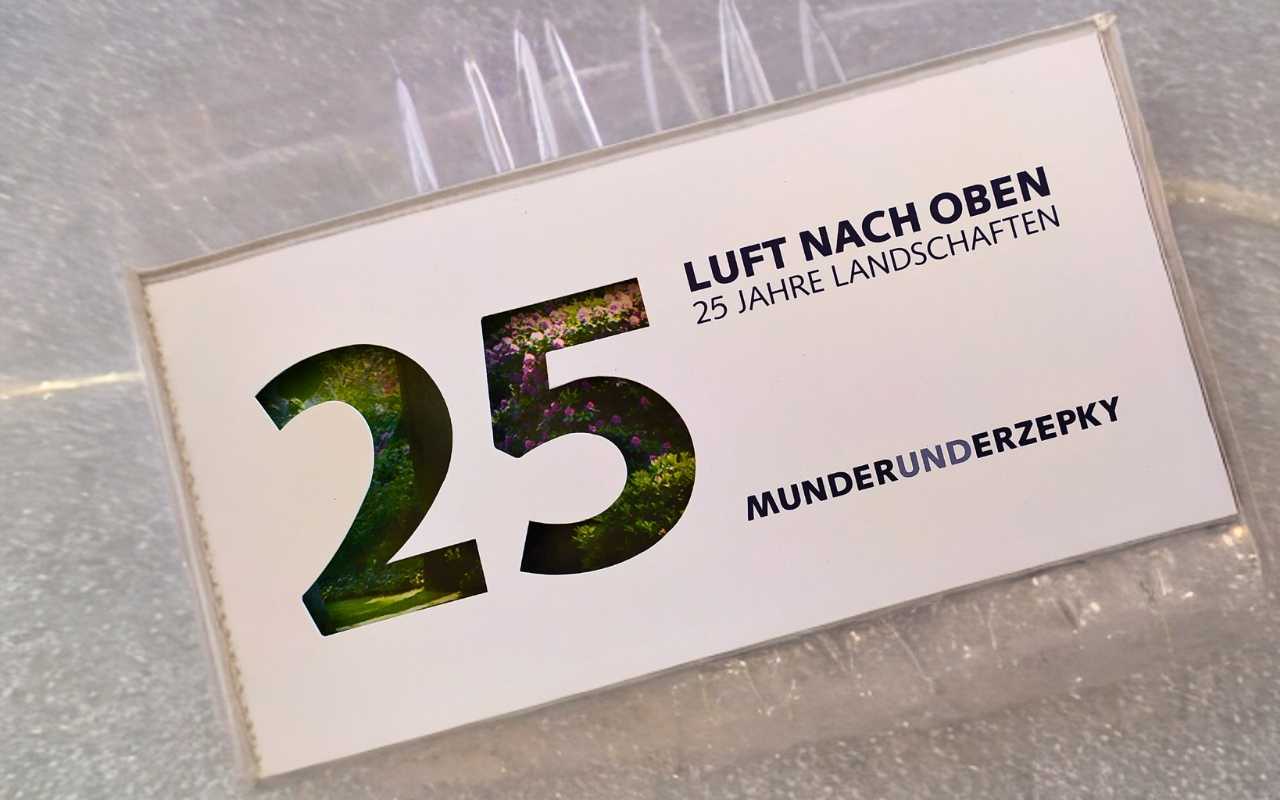 25
LUFT NACH OBEN
25 JAHRE LANDSCHAFTEN
MUNDERUNDERZEPKY